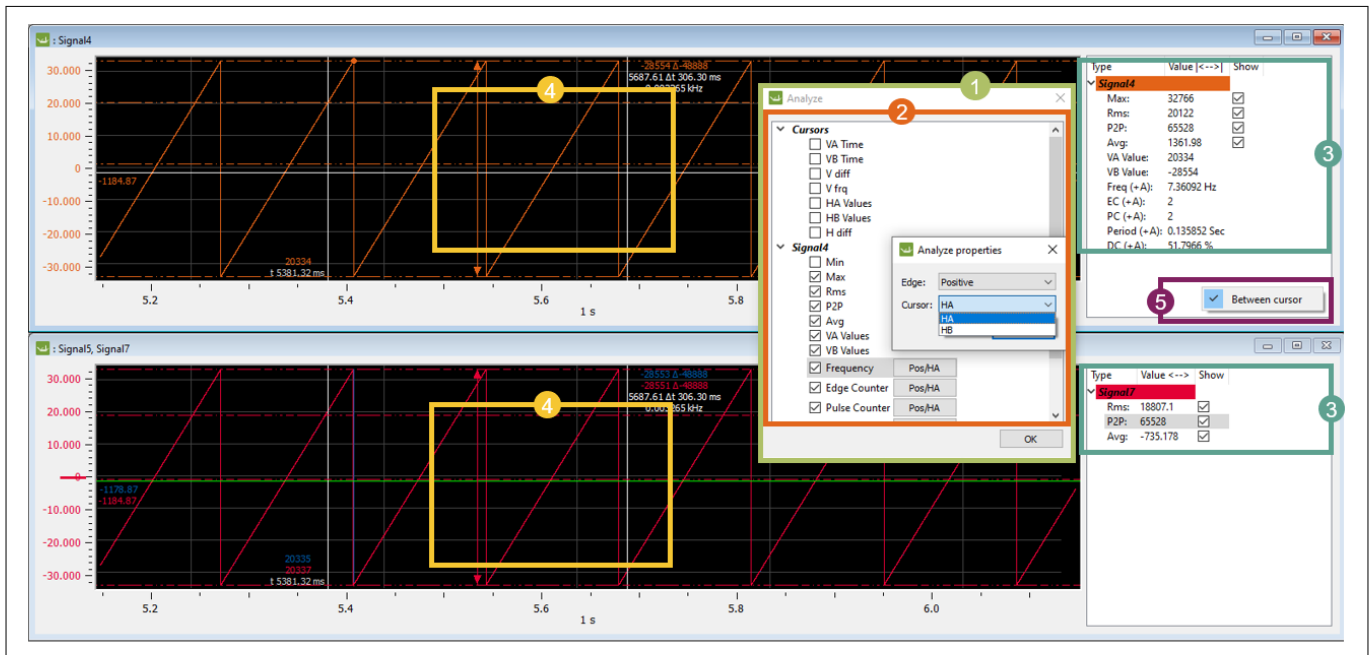 : Signal4
30.000
20.000
10.000
0
-10.000
-20.000
-30.000
-1184.87
20334
t 5381.32 ms
-28554 Δ-48888
5687.61 Δt 306.30 ms
4
5.2
5.4
5.6
5.8
1 s
1
Analyze
2
Cursors
VA Time
VB Time
V diff
V frq
HA Values
HB Values
H diff
Signal4
Min
Max
Rms
P2P
Avg
VA Values
VB Values
Frequency Pos/HA
Edge Counter Pos/HA
Pulse Counter Pos/HA
OK
Analyze properties
Edge: Positive
Cursor: HA
HA
HB
Type Value |<-->| Show
Signal4
Max: 32766
Rms: 20122
P2P: 65528
Avg: 1361.98
VA Value: 20334
VB Value: -28554
Freq (+A): 7.36092 Hz
EC (+A): 2
PC (+A): 2
Period (+A): 0.135852 Sec
DC (+A): 51.7966 %
3
5
Between cursor
: Signal5, Signal7
30.000
20.000
10.000
0
-10.000
-20.000
-30.000
-1178.87
-1184.87
20335
20337
t 5381.32 ms
-28553 Δ-48888
-28551 Δ-48888
5687.61 Δt 306.30 ms
4
5.2
5.4
5.6
5.8
6.0
1 s
Type Value <--> Show
Signal7
Rms: 18807.1
P2P: 65528
Avg: -735.178
3